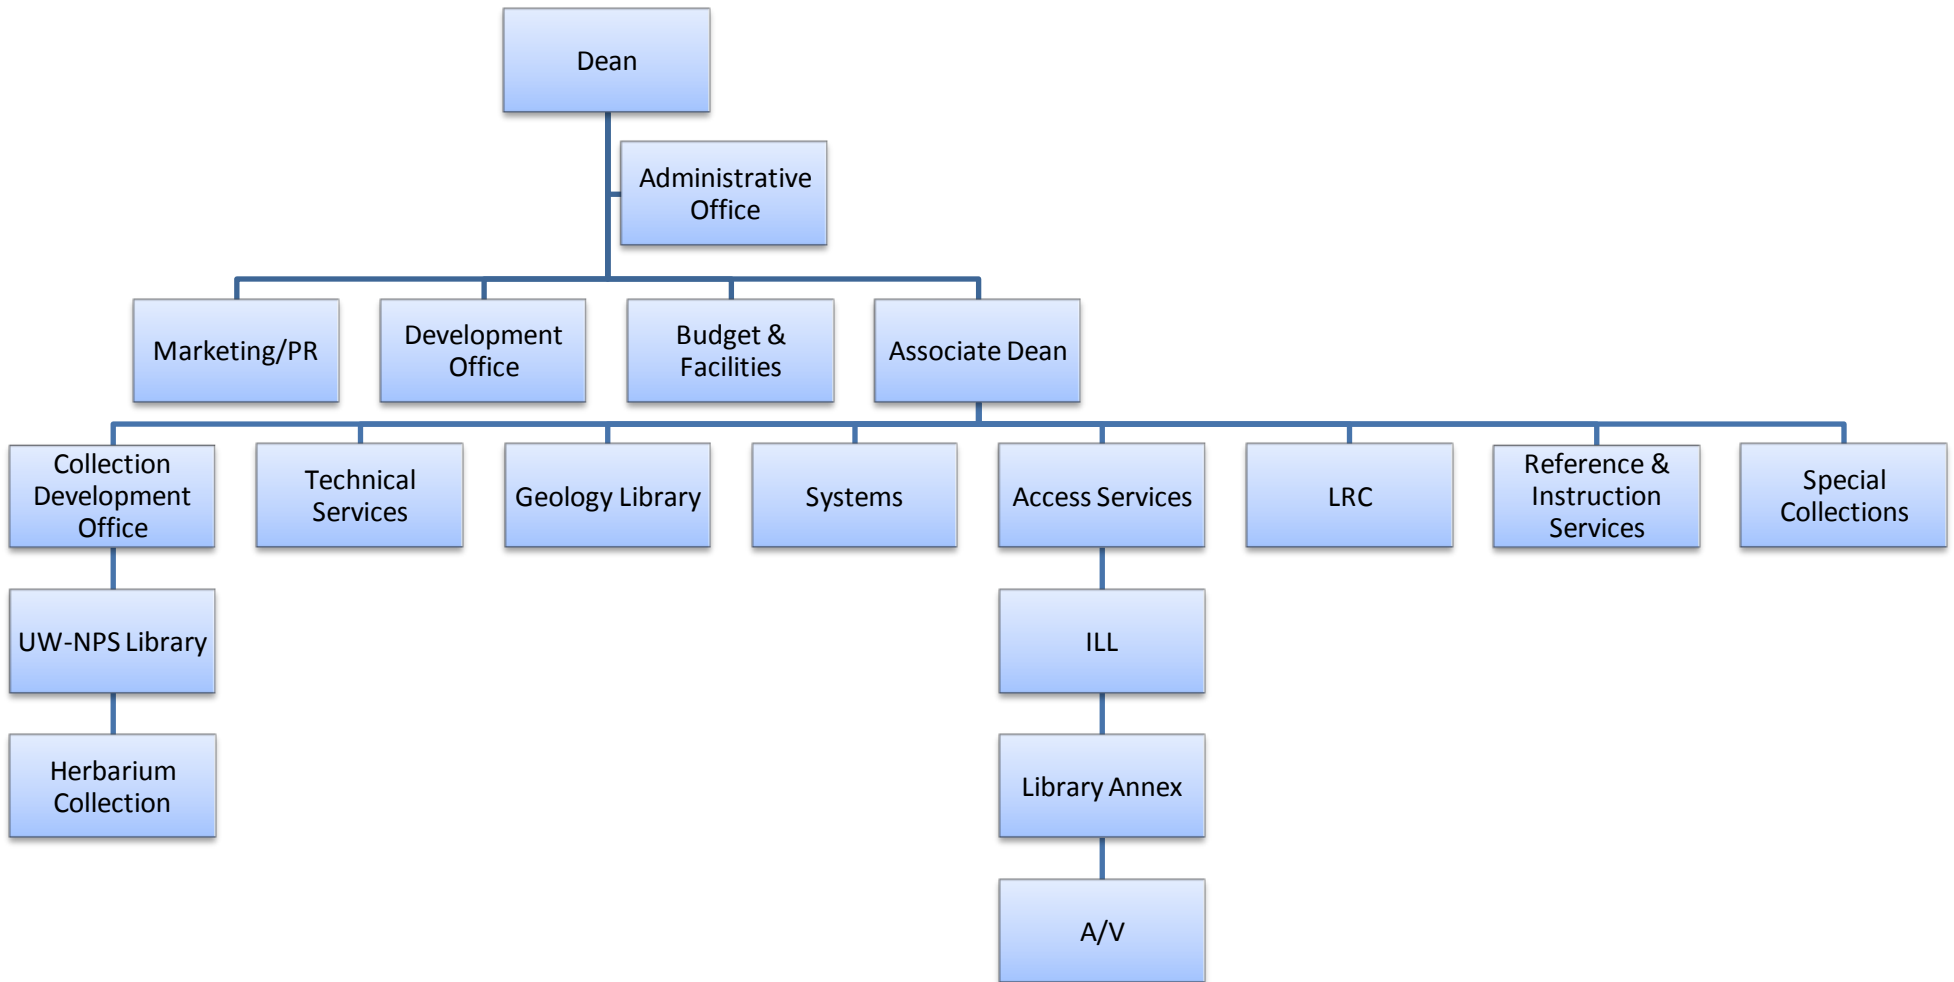 Dean
Administrative
Office
Marketing/PR
Development
Office
Budget &
Facilities
Associate Dean
Collection
Development
Office
Technical
Services
Geology Library
Systems
Access Services
LRC
Reference &
Instruction
Services
Special
Collections
UW-NPS Library
ILL
Herbarium
Collection
Library Annex
A/V